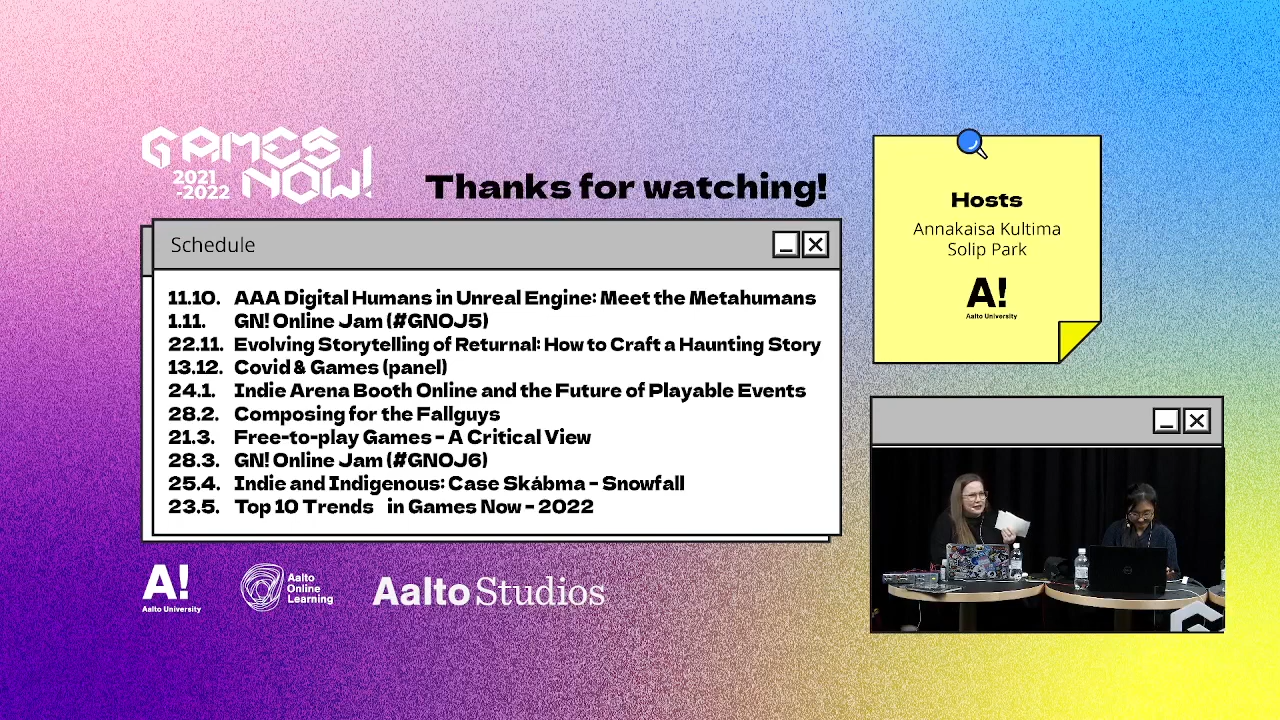 GAMES
2021
-2022
NOW!
Thanks for watching!
Schedule
11.10. AAA Digital Humans in Unreal Engine: Meet the Metahumans
1.11. GN! Online Jam (#GNOJ5)
22.11. Evolving Storytelling of Returnal: How to Craft a Haunting Story
13.12. Covid & Games (panel)
24.1. Indie Arena Booth Online and the Future of Playable Events
28.2. Composing for the Fallguys
21.3. Free-to-play Games – A Critical View
28.3. GN! Online Jam (#GNOJ6)
25.4. Indie and Indigenous: Case Skábma – Snowfall
23.5. Top 10 Trends in Games Now – 2022
Hosts
Annakaisa Kultima
Solip Park
A!
Aalto University
A!
Aalto University
Aalto
Online
Learning
Aalto Studios